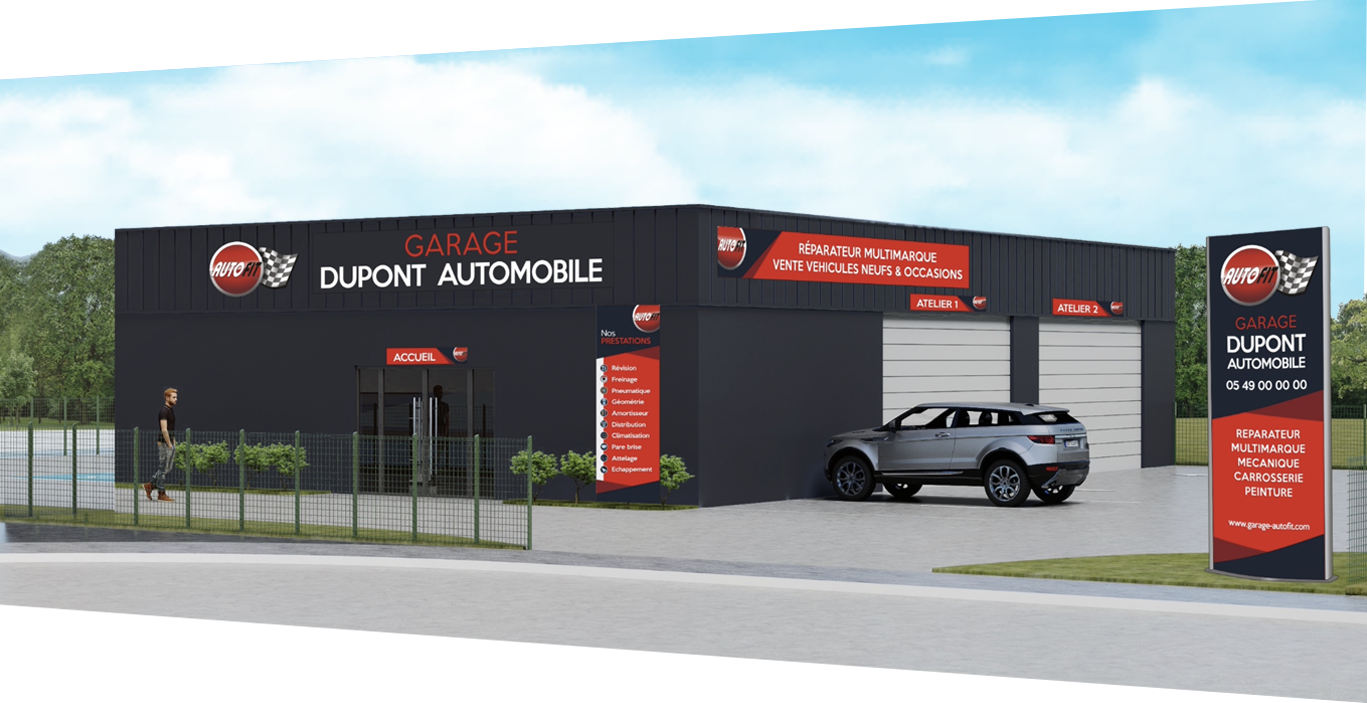 AUTOFIT
GARAGE
DUPONT AUTOMOBILE
AUTOFIT
RÉPARATEUR MULTIMARQUE
VENTE VEHICULES NEUFS & OCCASIONS
ATELIER 1
ATELIER 2
ACCUEIL
AUTOFIT
Nos
PRESTATIONS
Révision
Freinage
Pneumatique
Géométrie
Amortisseur
Distribution
Climatisation
Pare brise
Attelage
Echappement
AUTOFIT
GARAGE
DUPONT
AUTOMOBILE
05 49 00 00 00
REPARATEUR
MULTIMARQUE
MECANIQUE
CARROSSERIE
PEINTURE
www.garage-autofit.com